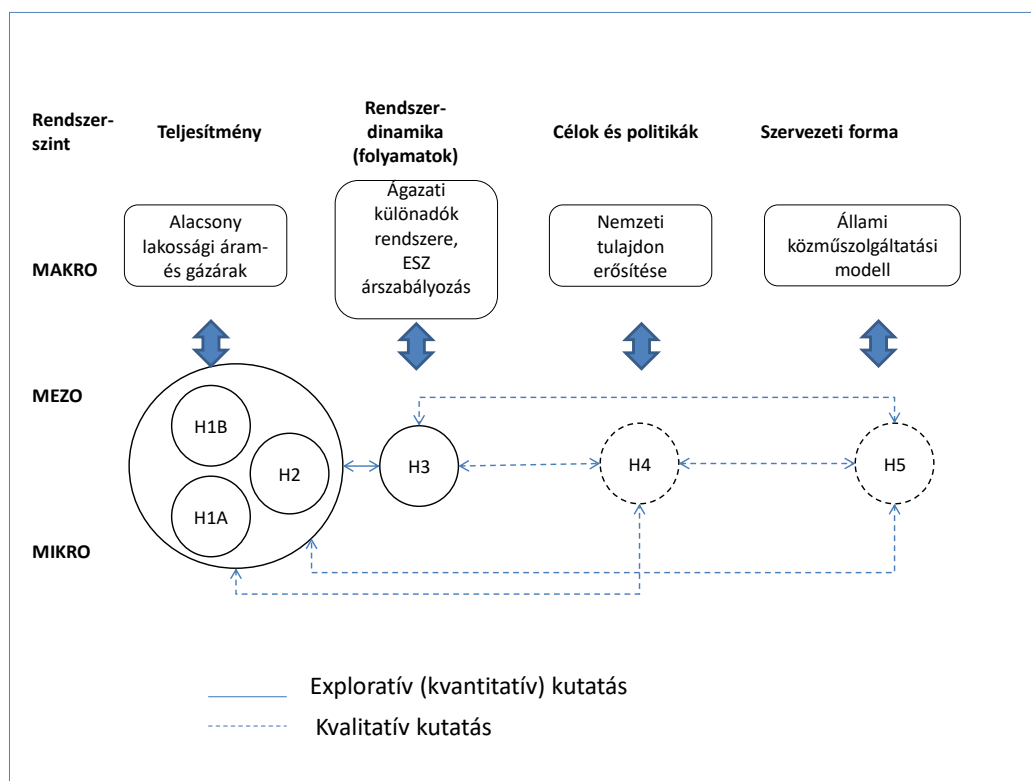 Rendszer-
szint
Teljesítmény
Rendszer-
dinamika
(folyamatok)
Célok és politikák
Szervezeti forma
MAKRO
Alacsony
lakossági áram-
és gázárak
Ágazati
különadók
rendszere,
ESZ
árszabályozás
Nemzeti
tulajdon
erősítése
Állami
közműszolgáltatási
modell
MEZO
H1B
H2
H1A
H3
H4
H5
MIKRO
Exploratív (kvantitatív) kutatás
Kvalitatív kutatás